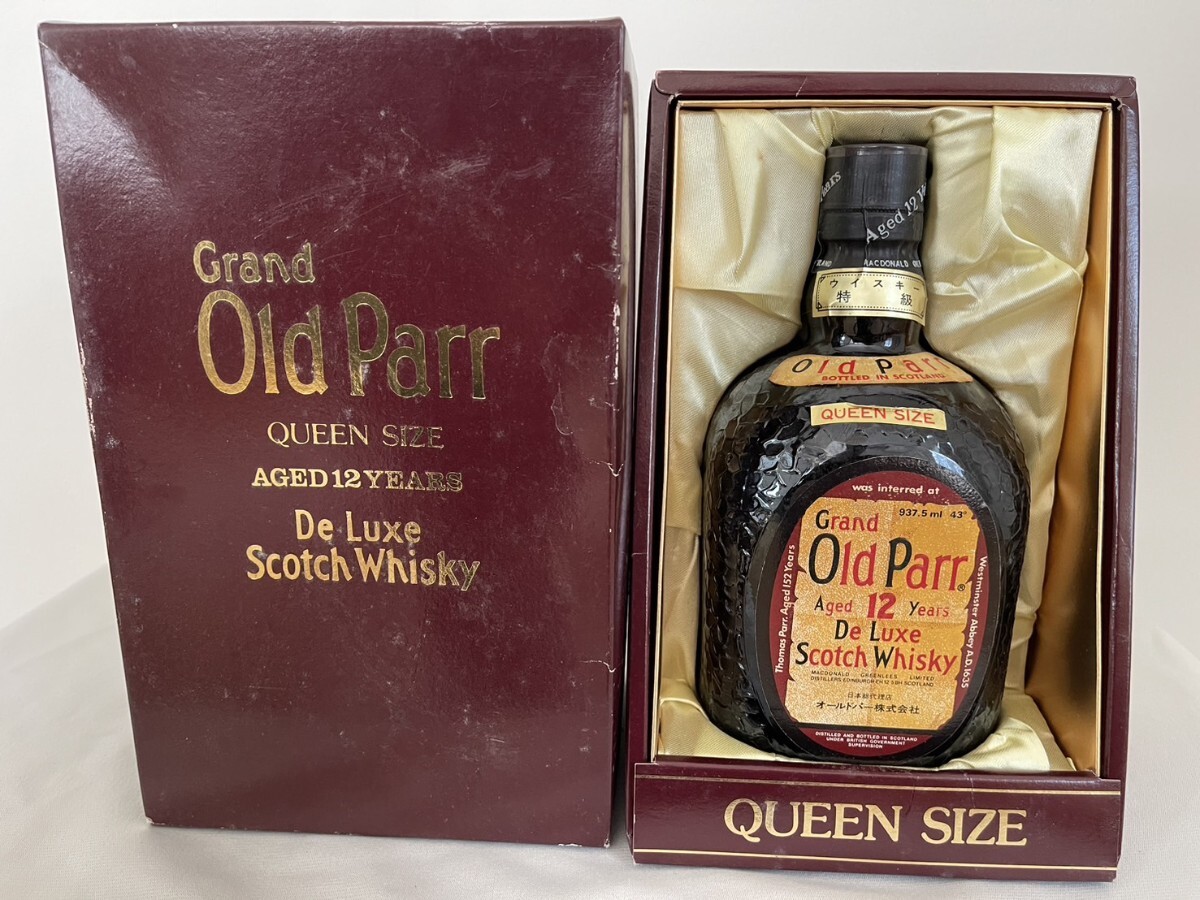 Grand
Old Parr
QUEEN SIZE
AGED 12 YEARS
De Luxe
Scotch Whisky
Years
Aged 12
MACDONALD
ウイスキー
特 級
Old Parr
BOTTLED IN SCOTLAND
QUEEN SIZE
was interred at
937.5 ml 43°
Grand
Old Parr®
Aged 12 Years
De Luxe
Scotch Whisky
MACDONALD GREENLEES LIMITED
DISTILLERS EDINBURGH SCOTLAND
日本総代理店
オールドパー株式会社
Thomas Parr. Aged 152 Years
Westminster Abbey A.D. 1635
DISTILLED AND BOTTLED IN SCOTLAND
UNDER BRITISH GOVERNMENT
SUPERVISION
QUEEN SIZE